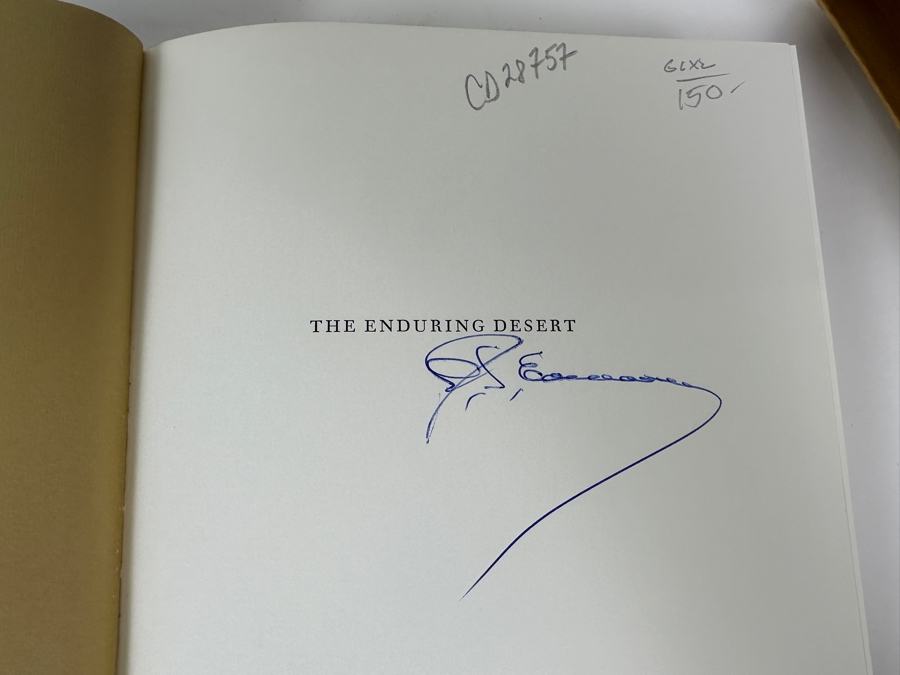 CD28757
GLXL
150-
THE ENDURING DESERT